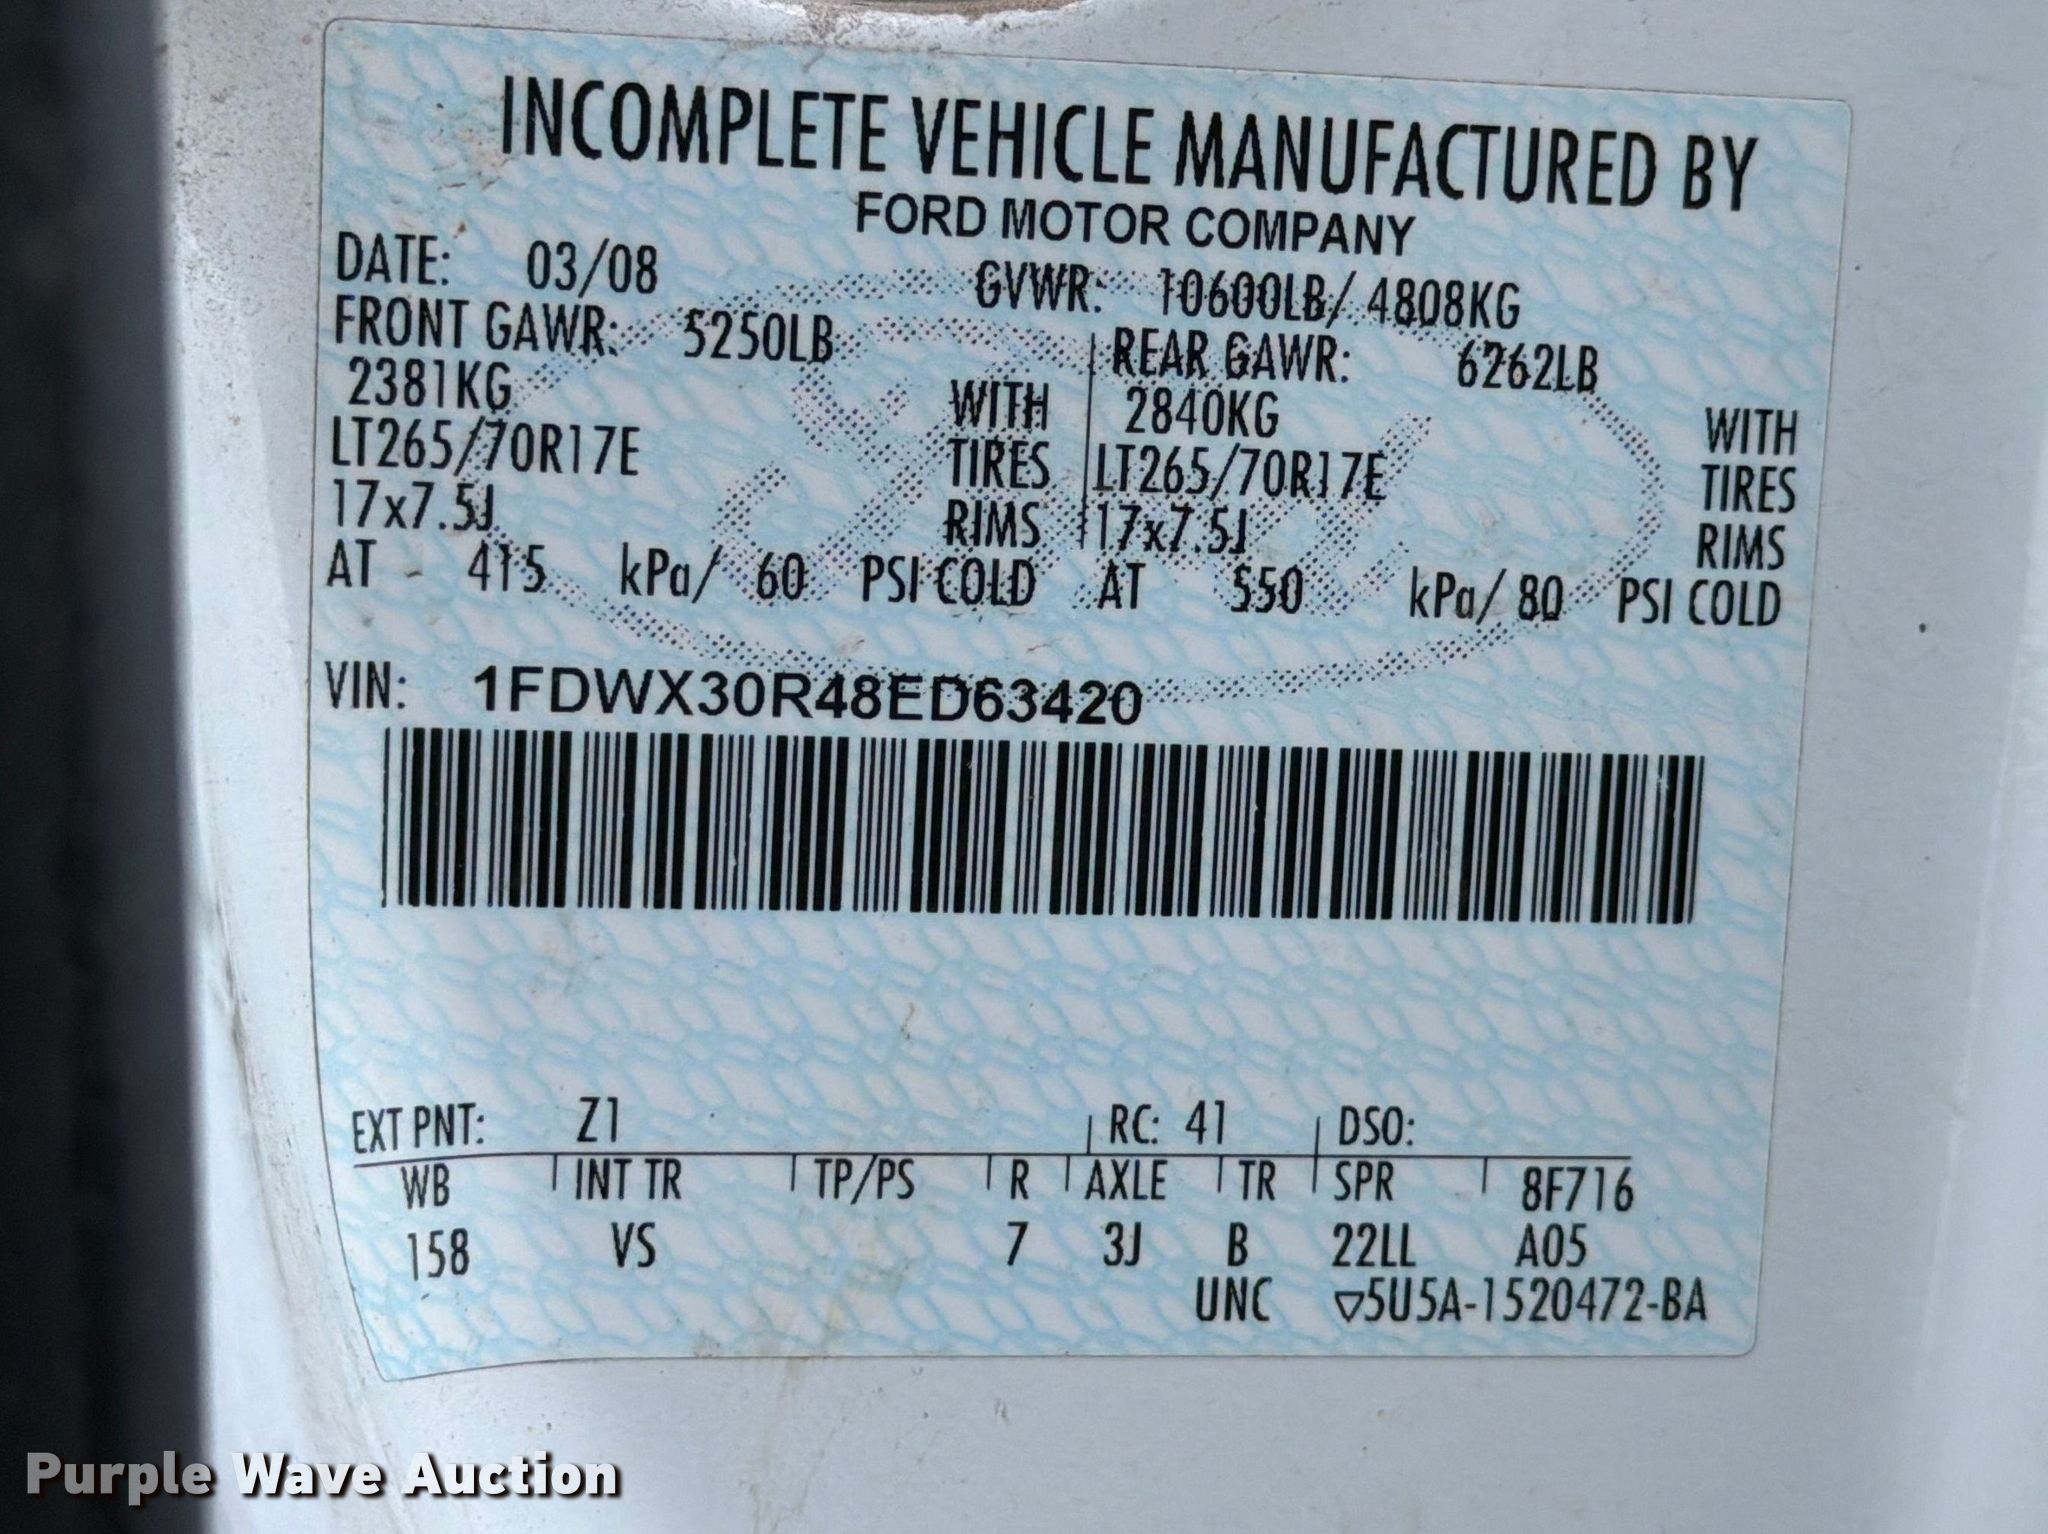 INCOMPLETE VEHICLE MANUFACTURED BY
FORD MOTOR COMPANY
DATE: 03/08 GVWR: 10600LB/ 4808KG
FRONT GAWR: 5250LB REAR GAWR: 6262LB
2381KG WITH 2840KG WITH
LT265/70R17E TIRES LT265/70R17E TIRES
17x7.5J RIMS 17x7.5J RIMS
AT - 415 kPa/ 60 PSI COLD AT 550 kPa/ 80 PSI COLD
VIN: 1FDWX30R48ED63420
EXT PNT: Z1 RC: 41 DSO:
WB INT TR TP/PS R AXLE TR SPR 8F716
158 VS 7 3J B 22LL A05
UNC ▽5U5A-1520472-BA
Purple Wave Auction